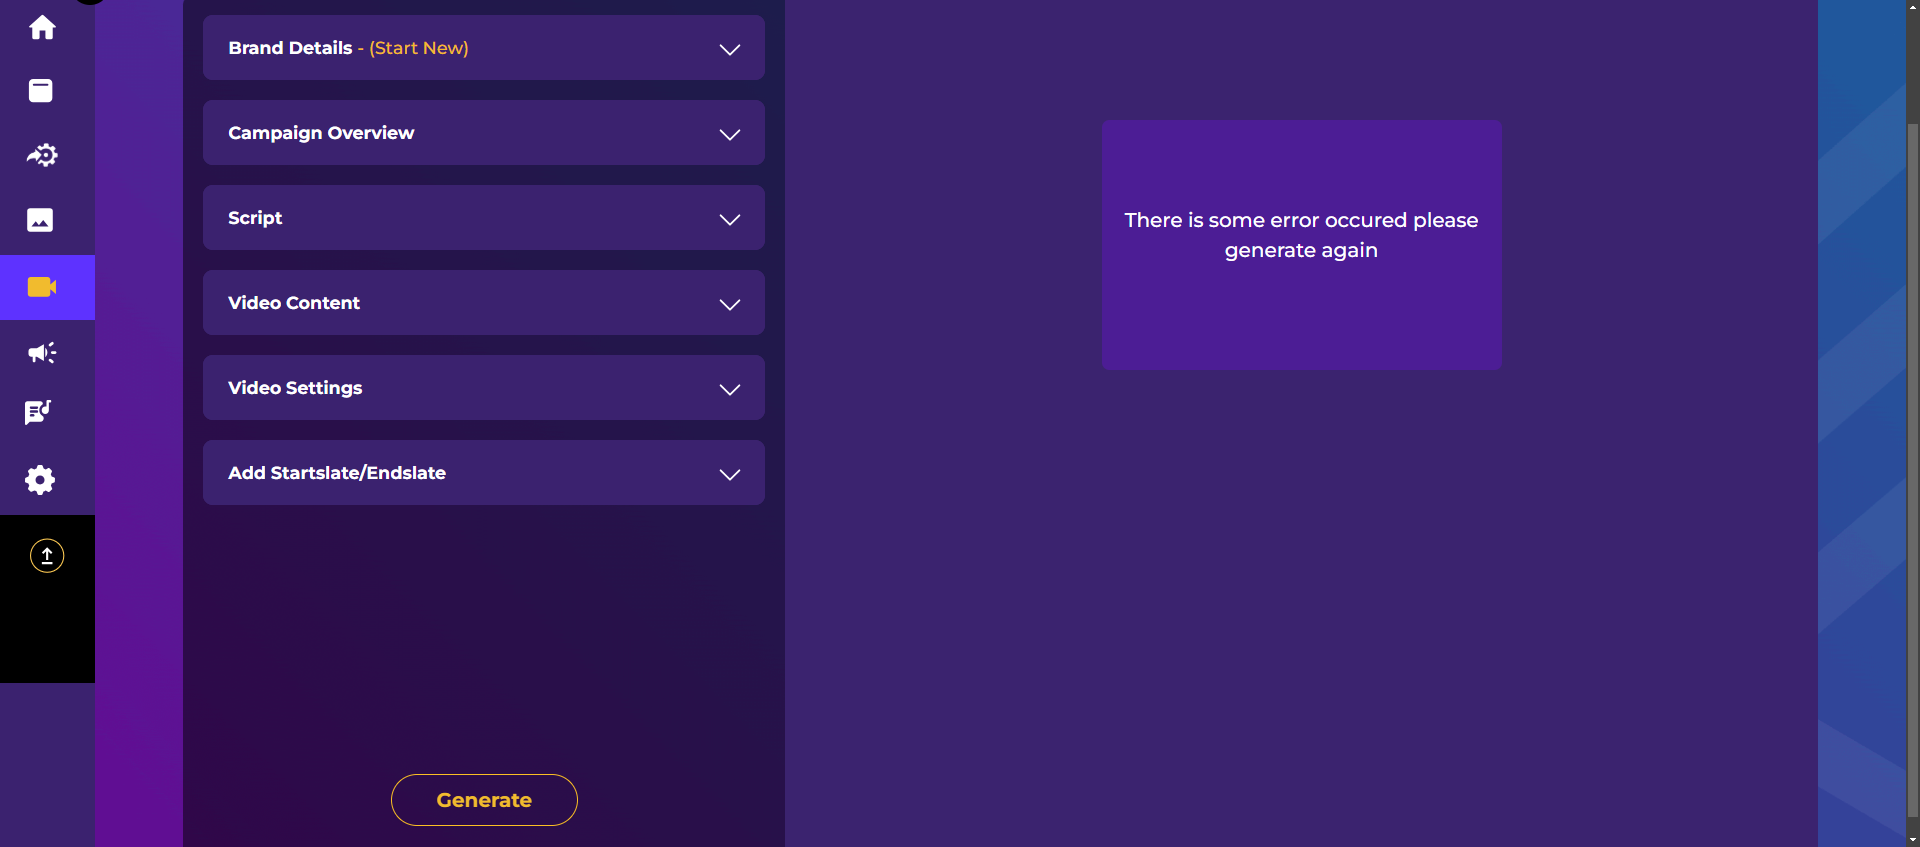 Brand Details - (Start New)
Campaign Overview
Script
Video Content
Video Settings
Add Startslate/Endslate
Generate
There is some error occured please
generate again